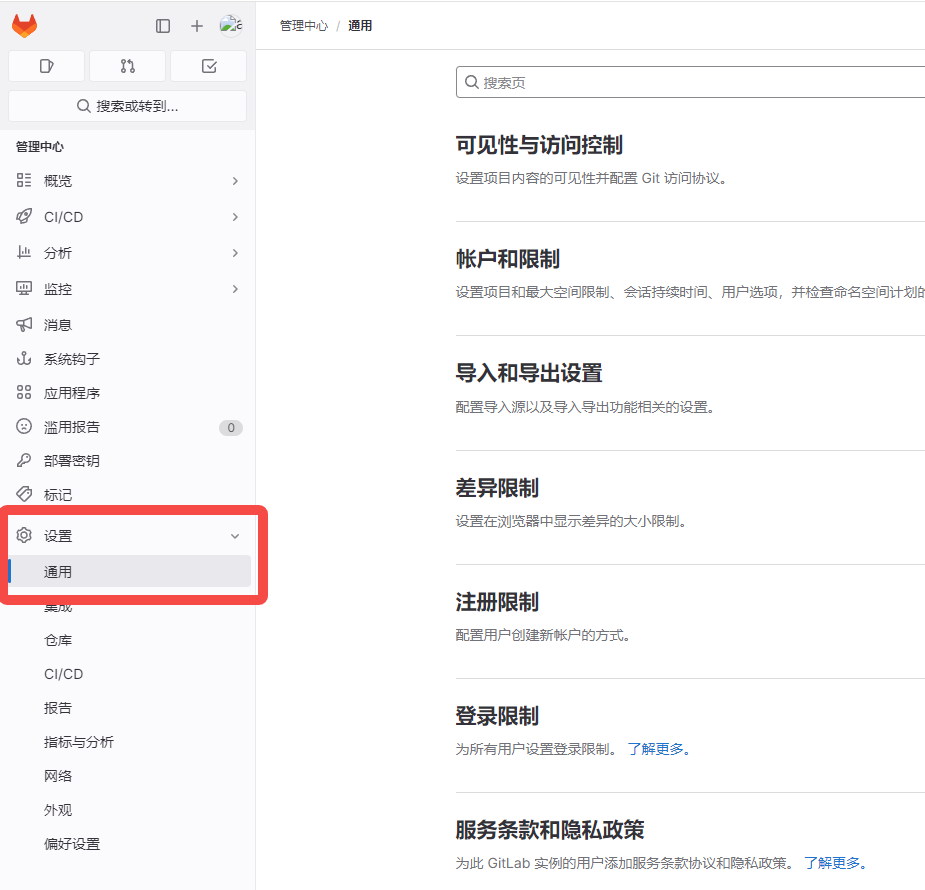 管理中心 / 通用
搜索或转到...
管理中心
概览
CI/CD
分析
监控
消息
系统钩子
应用程序
滥用报告 0
部署密钥
标记
设置
通用
集成
仓库
CI/CD
报告
指标与分析
网络
外观
偏好设置
搜索页
可见性与访问控制
设置项目内容的可见性并配置 Git 访问协议。
帐户和限制
设置项目和最大空间限制、会话持续时间、用户选项，并检查命名空间计划的
导入和导出设置
配置导入源以及导入导出功能相关的设置。
差异限制
设置在浏览器中显示差异的大小限制。
注册限制
配置用户创建新帐户的方式。
登录限制
为所有用户设置登录限制。 了解更多。
服务条款和隐私政策
为此 GitLab 实例的用户添加服务条款协议和隐私政策。 了解更多。